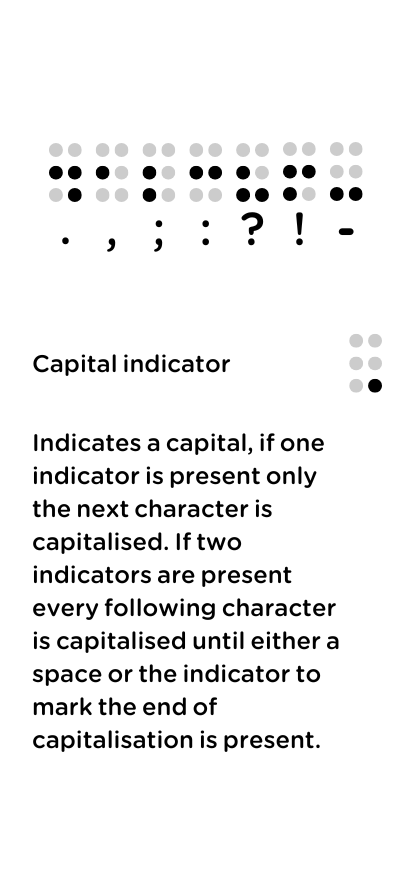 . , ; : ? ! -
Capital indicator
Indicates a capital, if one
indicator is present only
the next character is
capitalised. If two
indicators are present
every following character
is capitalised until either a
space or the indicator to
mark the end of
capitalisation is present.